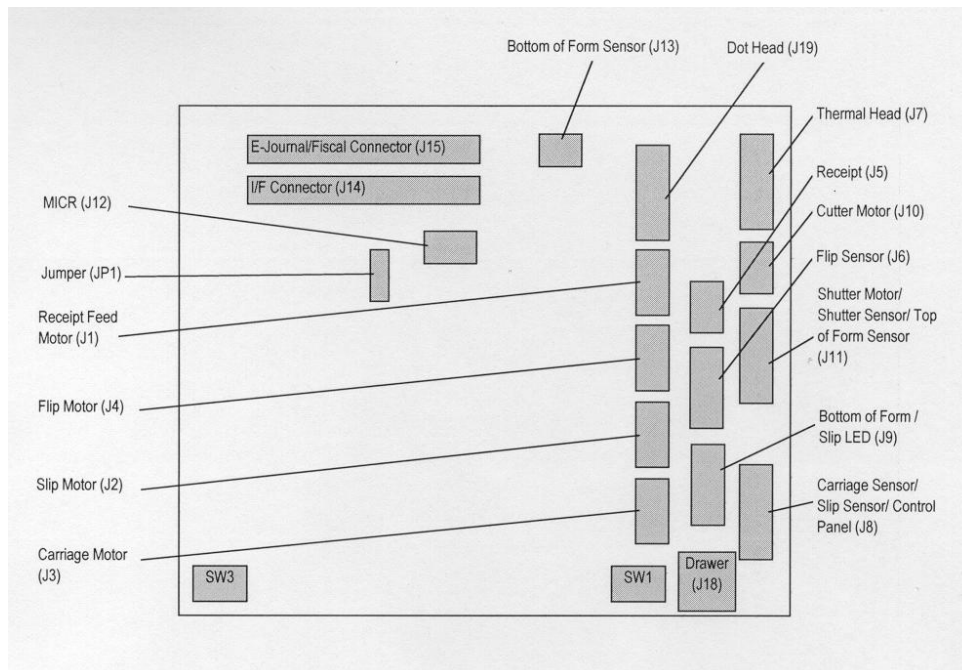 Bottom of Form Sensor (J13)
Dot Head (J19)
Thermal Head (J7)
E-Journal/Fiscal Connector (J15)
I/F Connector (J14)
Receipt (J5)
MICR (J12)
Cutter Motor (J10)
Flip Sensor (J6)
Jumper (JP1)
Shutter Motor/
Shutter Sensor/ Top
of Form Sensor
(J11)
Receipt Feed
Motor (J1)
Flip Motor (J4)
Bottom of Form /
Slip LED (J9)
Slip Motor (J2)
Carriage Sensor/
Slip Sensor/ Control
Panel (J8)
Carriage Motor
(J3)
SW3
SW1
Drawer
(J18)